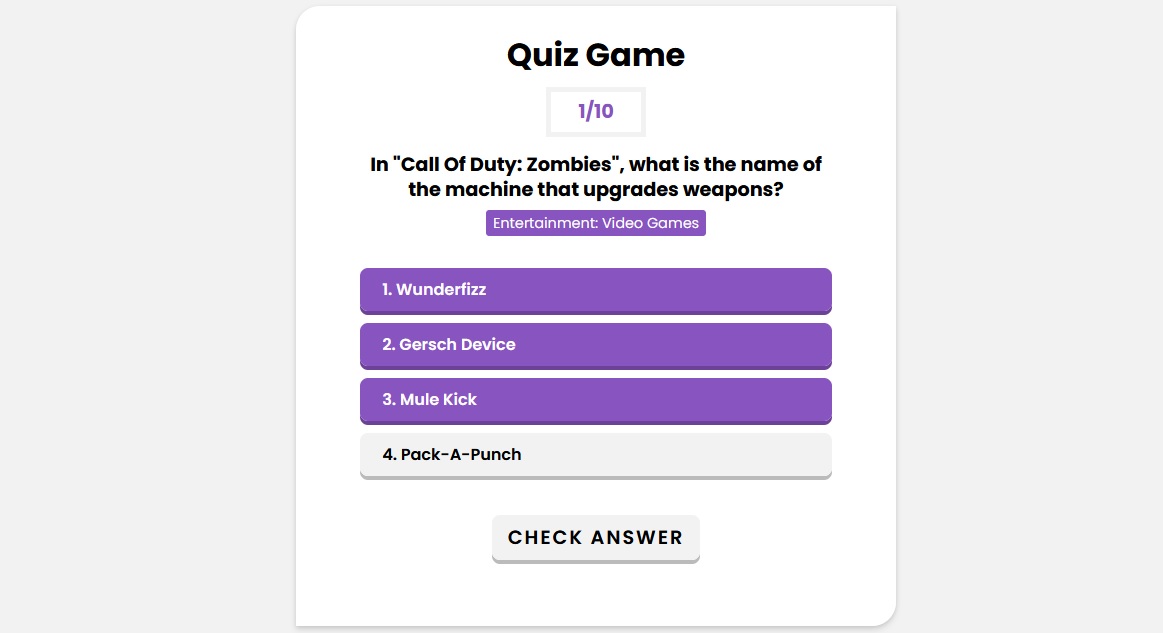 Quiz Game
1/10
In "Call Of Duty: Zombies", what is the name of
the machine that upgrades weapons?
Entertainment: Video Games
1. Wunderfizz
2. Gersch Device
3. Mule Kick
4. Pack-A-Punch
CHECK ANSWER